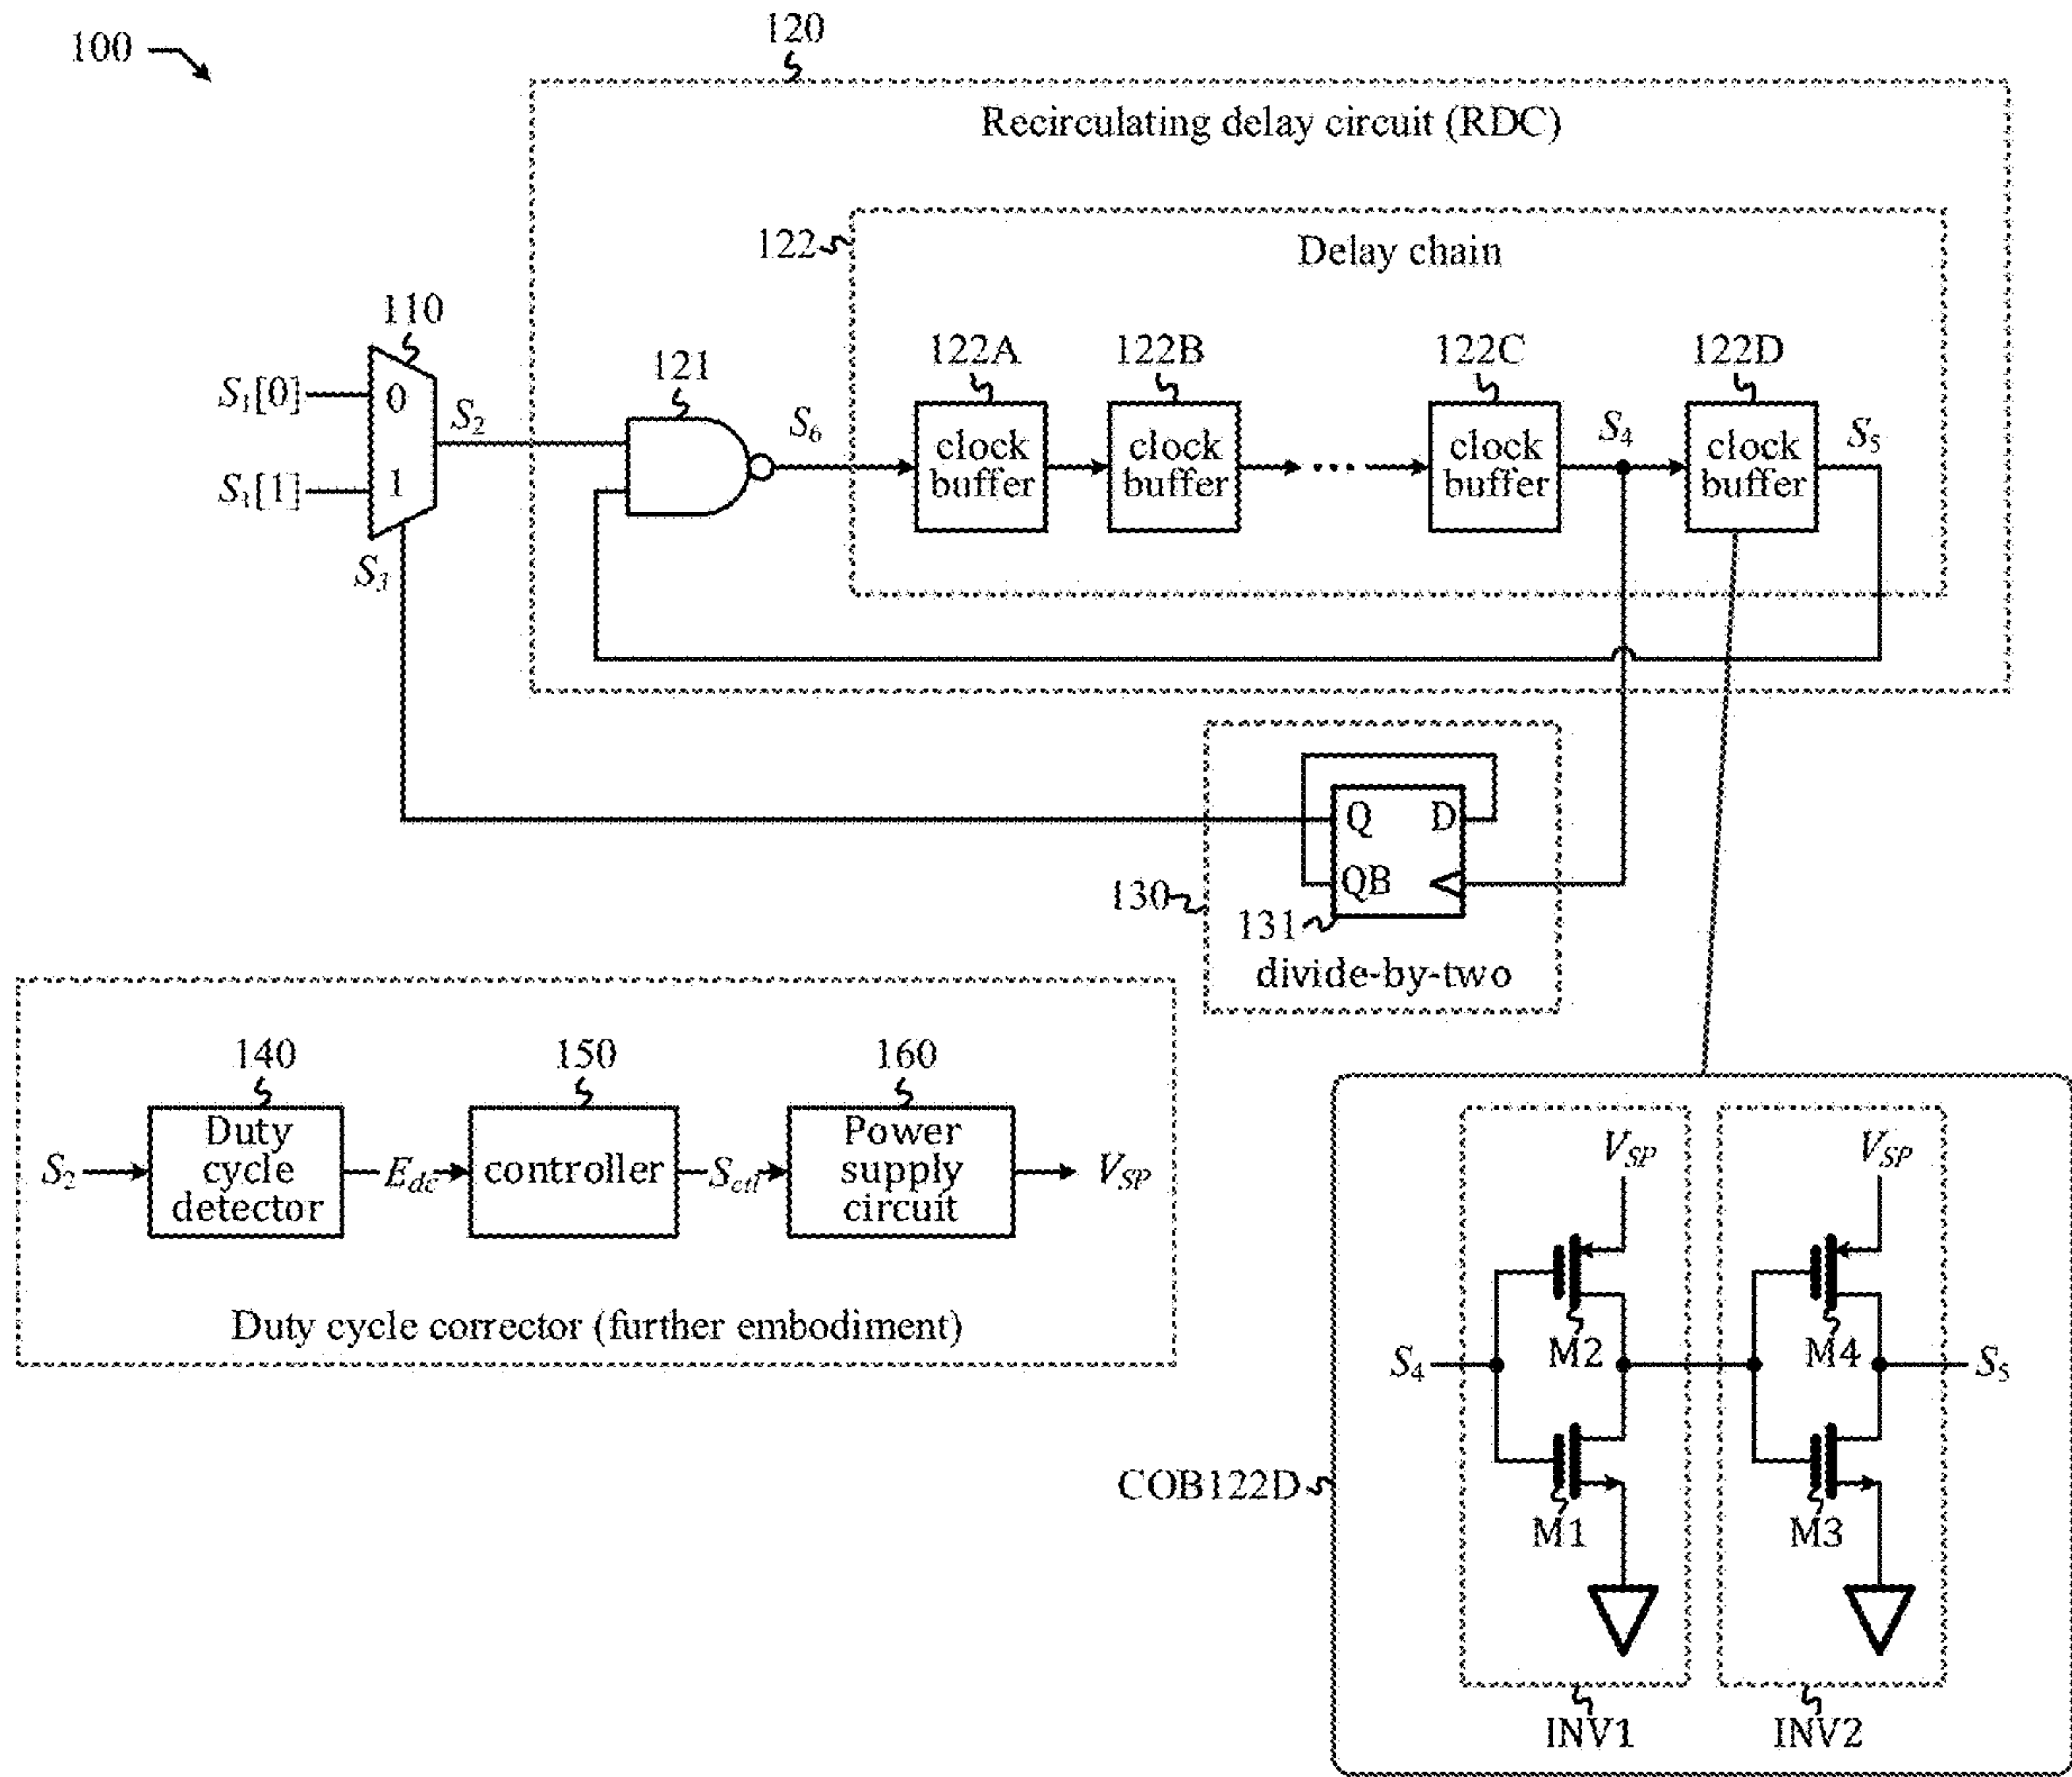 100
120
Recirculating delay circuit (RDC)
122
Delay chain
110
121
122A
122B
122C
122D
S1[0]
0
S2
S6
clock
buffer
clock
buffer
...
clock
buffer
S4
clock
buffer
S5
S1[1]
1
S3
Q
D
QB
130
131
divide-by-two
140
150
160
S2
Duty
cycle
detector
Edc
controller
Sctl
Power
supply
circuit
VSP
Duty cycle corrector (further embodiment)
VSP
VSP
S4
M2
M4
S5
COB122D
M1
M3
INV1
INV2